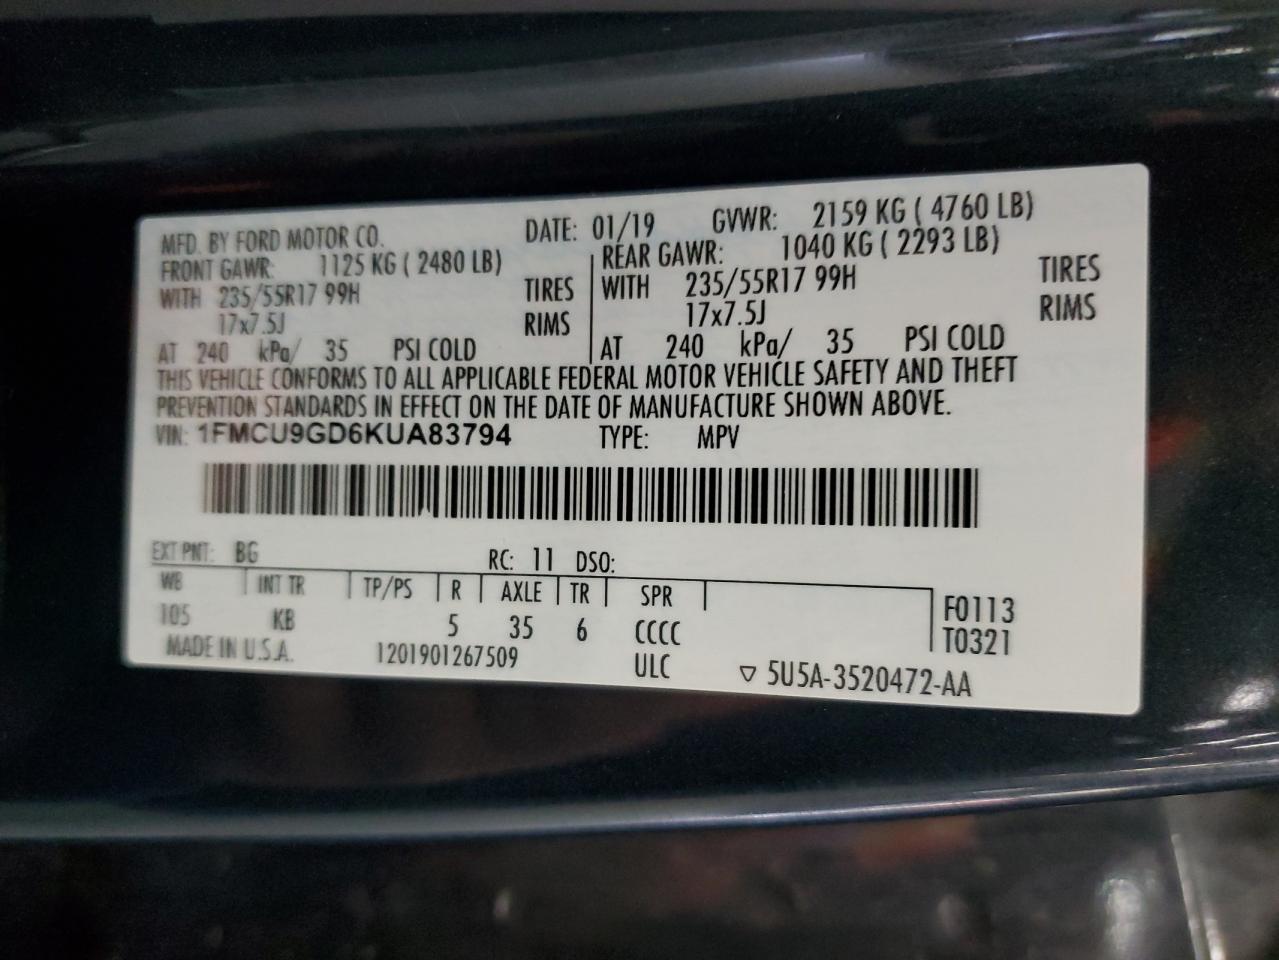 MFD. BY FORD MOTOR CO. DATE: 01/19 GVWR: 2159 KG ( 4760 LB)
FRONT GAWR: 1125 KG ( 2480 LB) REAR GAWR: 1040 KG ( 2293 LB)
WITH 235/55R17 99H TIRES WITH 235/55R17 99H TIRES
17x7.5J RIMS 17x7.5J RIMS
AT 240 kPa/ 35 PSI COLD AT 240 kPa/ 35 PSI COLD
THIS VEHICLE CONFORMS TO ALL APPLICABLE FEDERAL MOTOR VEHICLE SAFETY AND THEFT
PREVENTION STANDARDS IN EFFECT ON THE DATE OF MANUFACTURE SHOWN ABOVE.
VIN: 1FMCU9GD6KUA83794 TYPE: MPV
EXT PNT: BG RC: 11 DSO:
WB INT TR TP/PS R AXLE TR SPR F0113
105 KB 5 35 6 CCCC T0321
MADE IN U.S.A. 1201901267509 ULC ▽ 5U5A-3520472-AA